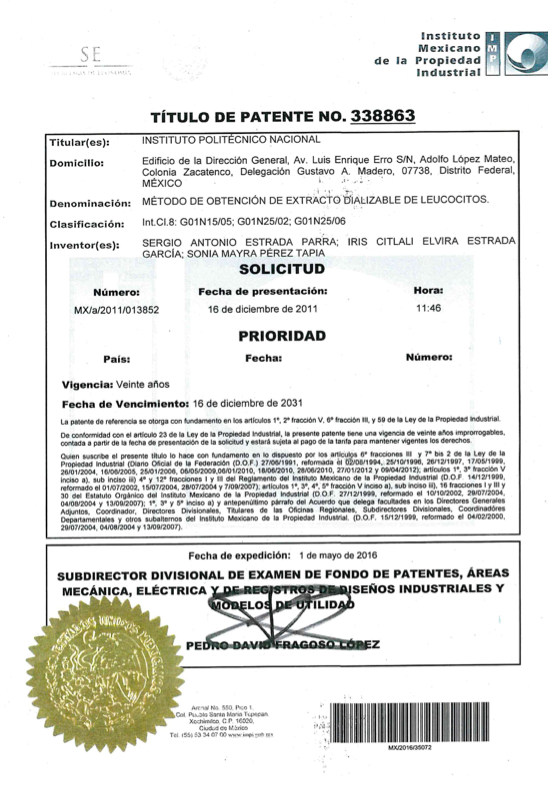 SE
Instituto
Mexicano
de la Propiedad
Industrial
IMPI
TÍTULO DE PATENTE NO. 338863
Titular(es): INSTITUTO POLITÉCNICO NACIONAL
Domicilio: Edificio de la Dirección General, Av. Luis Enrique Erro S/N, Adolfo López Mateo,
Colonia Zacatenco, Delegación Gustavo A. Madero, 07738, Distrito Federal,
MÉXICO
Denominación: MÉTODO DE OBTENCIÓN DE EXTRACTO DIALIZABLE DE LEUCOCITOS.
Clasificación: Int.Cl.8: G01N15/05; G01N25/02; G01N25/06
Inventor(es): SERGIO ANTONIO ESTRADA PARRA; IRIS CITLALI ELVIRA ESTRADA
GARCÍA; SONIA MAYRA PÉREZ TAPIA
SOLICITUD
Número: Fecha de presentación: Hora:
MX/a/2011/013852 16 de diciembre de 2011 11:46
PRIORIDAD
País: Fecha: Número:
Vigencia: Veinte años
Fecha de Vencimiento: 16 de diciembre de 2031
La patente de referencia se otorga con fundamento en los artículos 1º, 2º fracción V, 6º fracción III, y 59 de la Ley de la Propiedad Industrial.
De conformidad con el artículo 23 de la Ley de la Propiedad Industrial, la presente patente tiene una vigencia de veinte años improrrogables,
contada a partir de la fecha de presentación de la solicitud y estará sujeta al pago de la tarifa para mantener vigentes los derechos.
Quien suscribe el presente título lo hace con fundamento en lo dispuesto por los artículos 6º fracciones III y 7º bis 2 de la Ley de la
Propiedad Industrial (Diario Oficial de la Federación (D.O.F.) 27/06/1991, reformada el 02/08/1994, 25/10/1996, 26/12/1997, 17/05/1999,
26/01/2004, 16/06/2005, 25/01/2006, 06/05/2009,06/01/2010, 18/06/2010, 28/06/2010, 27/01/2012 y 09/04/2012); artículos 1º, 3º fracción V
inciso a), sub inciso iii) 4º y 12º fracciones I y III del Reglamento del Instituto Mexicano de la Propiedad Industrial (D.O.F 14/12/1999,
reformado el 01/07/2002, 15/07/2004, 28/07/2004 y 7/09/2007); artículos 1º, 3º, 4º, 5º fracción V inciso a), sub inciso iii), 16 fracciones I y III y
30 del Estatuto Orgánico del Instituto Mexicano de la Propiedad Industrial (D.O.F. 27/12/1999, reformado el 10/10/2002, 29/07/2004,
04/08/2004 y 13/09/2007); 1º, 3º y 5º inciso a) y antepenúltimo párrafo del Acuerdo que delega facultades en los Directores Generales
Adjuntos, Coordinador, Directores Divisionales, Titulares de las Oficinas Regionales, Subdirectores Divisionales, Coordinadores
Departamentales y otros subalternos del Instituto Mexicano de la Propiedad Industrial. (D.O.F. 15/12/1999, reformado el 04/02/2000,
29/07/2004, 04/08/2004 y 13/09/2007).
Fecha de expedición: 1 de mayo de 2016
SUBDIRECTOR DIVISIONAL DE EXAMEN DE FONDO DE PATENTES, ÁREAS
MECÁNICA, ELÉCTRICA Y DE REGISTROS DE DISEÑOS INDUSTRIALES Y
MODELOS DE UTILIDAD
PEDRO DAVID FRAGOSO LÓPEZ
Arenal No. 550, Piso 1,
Col. Pueblo Santa María Tepepan,
Xochimilco, C.P. 16020,
Ciudad de México
Tel. (55) 53 34 07 00 www.impi.gob.mx
MX/2016/35072